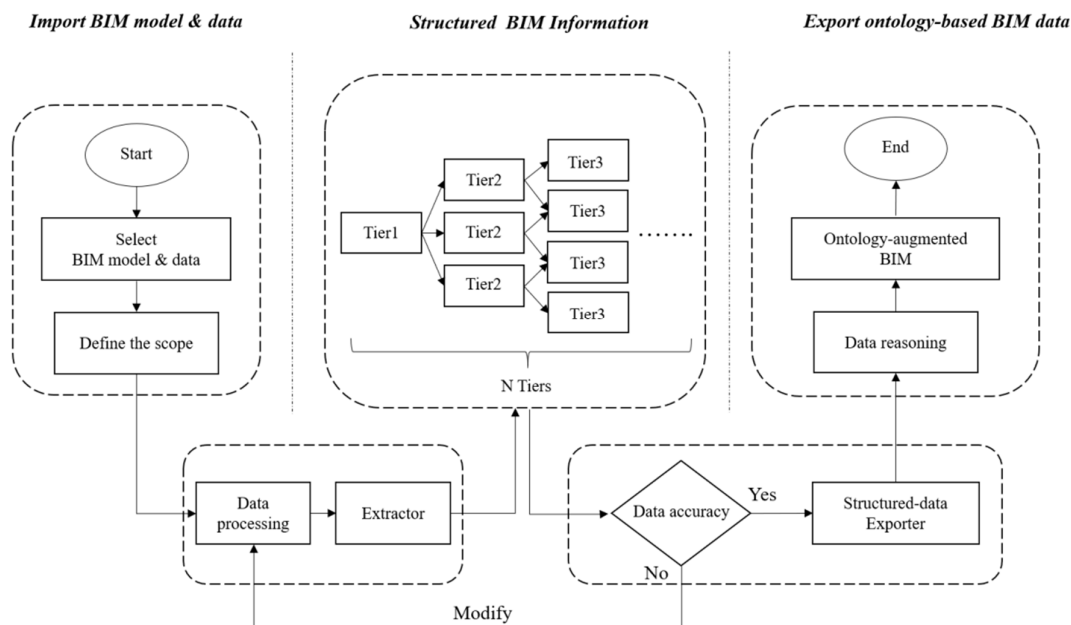 Import BIM model & data
Structured BIM Information
Export ontology-based BIM data
Start
Select
BIM model & data
Define the scope
Tier1
Tier2
Tier2
Tier2
Tier3
Tier3
Tier3
Tier3
.......
N Tiers
End
Ontology-augmented
BIM
Data reasoning
Data
processing
Extractor
Data accuracy
Yes
No
Structured-data
Exporter
Modify